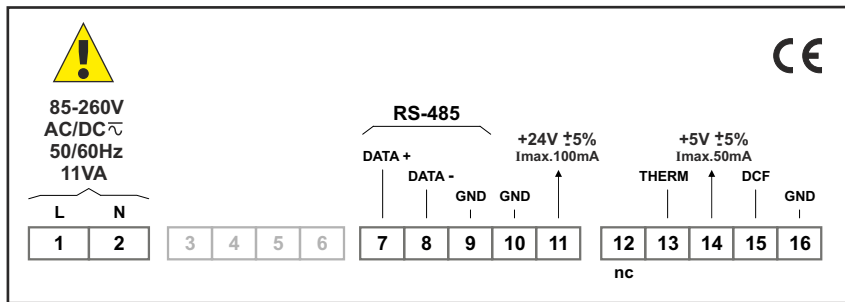 CE
85-260V
AC/DC
50/60Hz
11VA
RS-485
+24V ±5%
Imax.100mA
+5V ±5%
Imax.50mA
DATA +
DATA -
GND
GND
THERM
DCF
GND
L N
1 2 3 4 5 6 7 8 9 10 11 12 13 14 15 16
nc